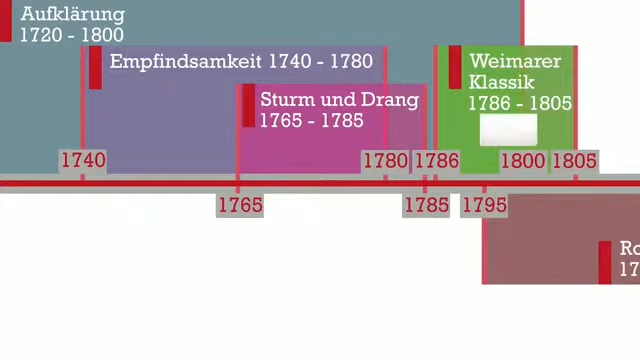 Aufklärung
1720 - 1800
Empfindsamkeit 1740 - 1780
Weimarer
Klassik
1786 - 1805
Sturm und Drang
1765 - 1785
1740
1780
1786
1800
1805
1765
1785
1795